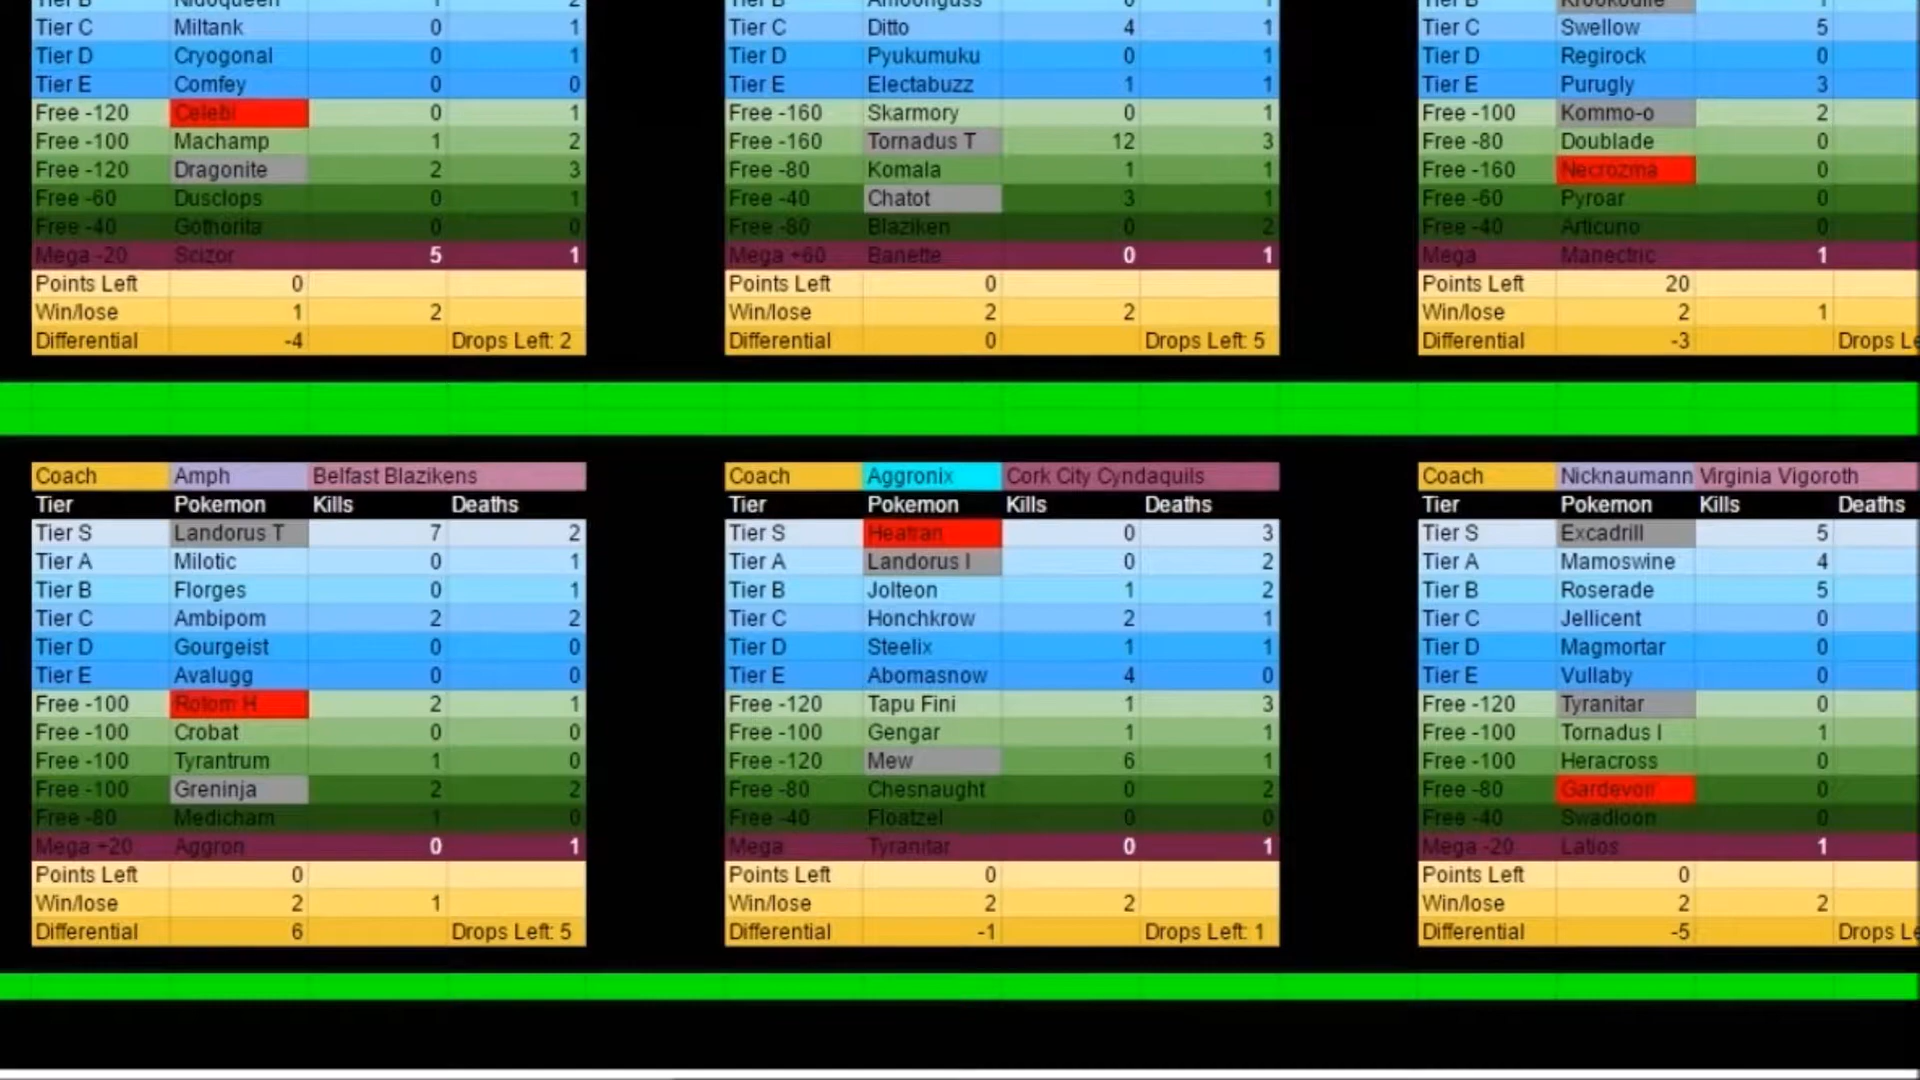 Tier B Nidoqueen 1 2
Tier C Miltank 0 1
Tier D Cryogonal 0 1
Tier E Comfey 0 0
Free -120 Celebi 0 1
Free -100 Machamp 1 2
Free -120 Dragonite 2 3
Free -60 Dusclops 0 1
Free -40 Gothorita 0 0
Mega -20 Scizor 5 1
Points Left 0
Win/lose 1 2
Differential -4 Drops Left: 2
Tier B Amoonguss 0 1
Tier C Ditto 4 1
Tier D Pyukumuku 0 1
Tier E Electabuzz 1 1
Free -160 Skarmory 0 1
Free -160 Tornadus T 12 3
Free -80 Komala 1 1
Free -40 Chatot 3 1
Free -80 Blaziken 0 2
Mega +60 Banette 0 1
Points Left 0
Win/lose 2 2
Differential 0 Drops Left: 5
Tier B Krookodile 1
Tier C Swellow 5
Tier D Regirock 0
Tier E Purugly 3
Free -100 Kommo-o 2
Free -80 Doublade 0
Free -160 Necrozma 0
Free -60 Pyroar 0
Free -40 Articuno 0
Mega Manectric 1
Points Left 20
Win/lose 2 1
Differential -3 Drops Le
Coach Amph Belfast Blazikens
Tier Pokemon Kills Deaths
Tier S Landorus T 7 2
Tier A Milotic 0 1
Tier B Florges 0 1
Tier C Ambipom 2 2
Tier D Gourgeist 0 0
Tier E Avalugg 0 0
Free -100 Rotom H 2 1
Free -100 Crobat 0 0
Free -100 Tyrantrum 1 0
Free -100 Greninja 2 2
Free -80 Medicham 1 0
Mega +20 Aggron 0 1
Points Left 0
Win/lose 2 1
Differential 6 Drops Left: 5
Coach Aggronix Cork City Cyndaquils
Tier Pokemon Kills Deaths
Tier S Heatran 0 3
Tier A Landorus I 0 2
Tier B Jolteon 1 2
Tier C Honchkrow 2 1
Tier D Steelix 1 1
Tier E Abomasnow 4 0
Free -120 Tapu Fini 1 3
Free -100 Gengar 1 1
Free -120 Mew 6 1
Free -80 Chesnaught 0 2
Free -40 Floatzel 0 0
Mega Tyranitar 0 1
Points Left 0
Win/lose 2 2
Differential -1 Drops Left: 1
Coach Nicknaumann Virginia Vigoroth
Tier Pokemon Kills Deaths
Tier S Excadrill 5
Tier A Mamoswine 4
Tier B Roserade 5
Tier C Jellicent 0
Tier D Magmortar 0
Tier E Vullaby 0
Free -120 Tyranitar 0
Free -100 Tornadus I 1
Free -100 Heracross 0
Free -80 Gardevoir 0
Free -40 Swadloon 0
Mega -20 Latios 1
Points Left 0
Win/lose 2 2
Differential -5 Drops Le